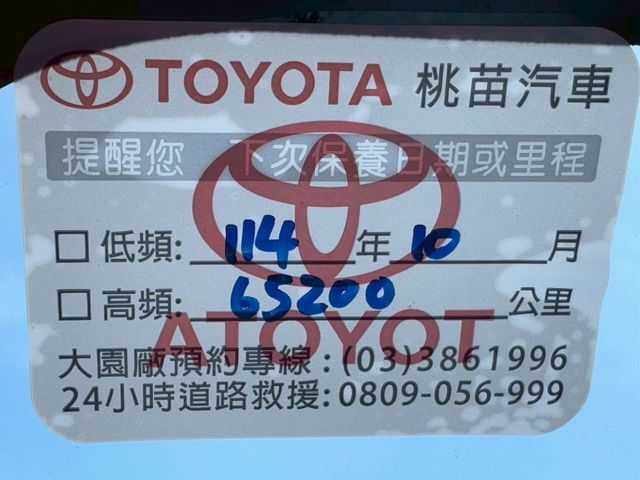 TOYOTA 桃苗汽車
提醒您 下次保養日期或里程
□ 低頻: 114 年 10 月
□ 高頻: 65200 公里
ATOYOT
大園廠預約專線:(03)3861996
24小時道路救援:0809-056-999